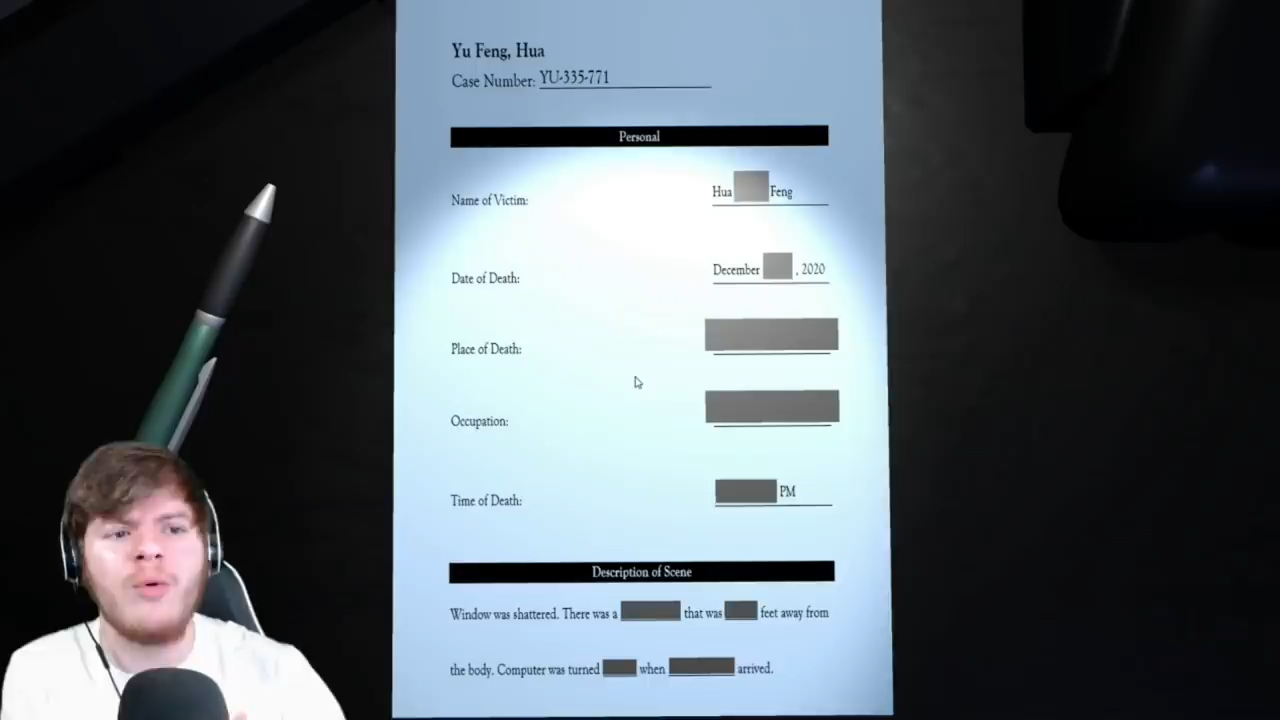 Yu Feng, Hua
Case Number: YU-335-771
Personal
Name of Victim: Hua Feng
Date of Death: December , 2020
Place of Death:
Occupation:
Time of Death: PM
Description of Scene
Window was shattered. There was a that was feet away from
the body. Computer was turned when arrived.